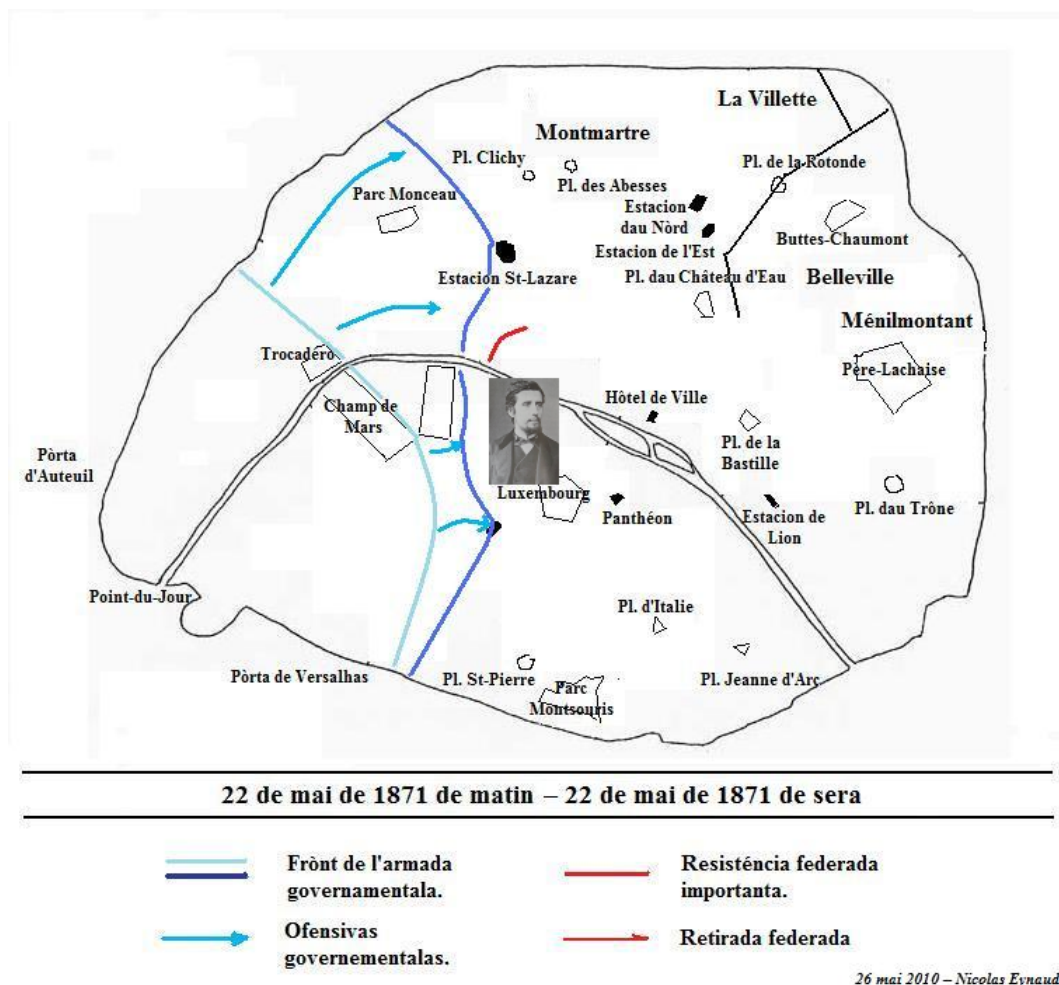 La Villette
Montmartre
Pl. Clichy
Pl. de la Rotonde
Pl. des Abesses
Parc Monceau
Estacion
dau Nòrd
Buttes-Chaumont
Estacion de l'Est
Estacion St-Lazare
Pl. dau Château d'Eau
Belleville
Ménilmontant
Trocadéro
Père-Lachaise
Champ de
Mars
Hôtel de Ville
Pl. de la
Bastille
Pòrta
d'Auteuil
Luxembourg
Panthéon
Estacion de
Lion
Pl. dau Trône
Point-du-Jour
Pl. d'Italie
Pòrta de Versalhas
Pl. St-Pierre
Parc
Montsouris
Pl. Jeanne d'Arc
22 de mai de 1871 de matin – 22 de mai de 1871 de sera
Frònt de l'armada
governamentala.
Resisténcia federada
importanta.
Ofensivas
governementalas.
Retirada federada
26 mai 2010 – Nicolas Eynaud